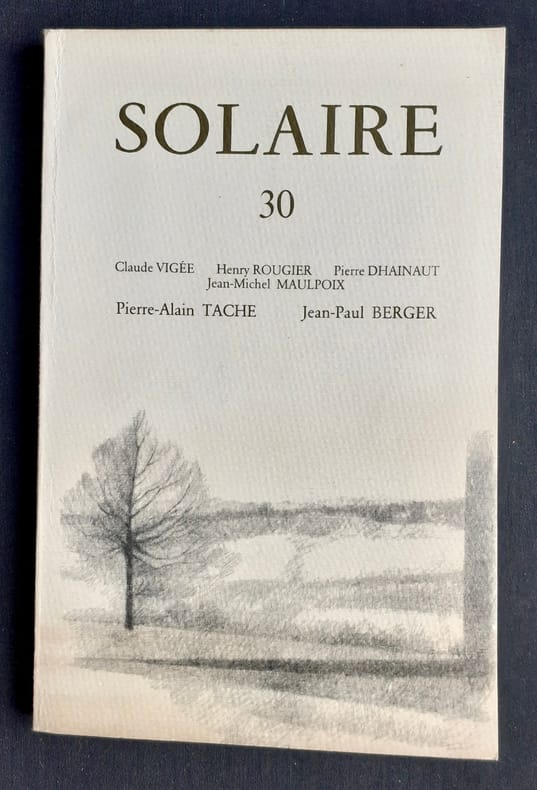 SOLAIRE
30
Claude VIGÉE Henry ROUGIER Pierre DHAINAUT
Jean-Michel MAULPOIX
Pierre-Alain TACHE Jean-Paul BERGER